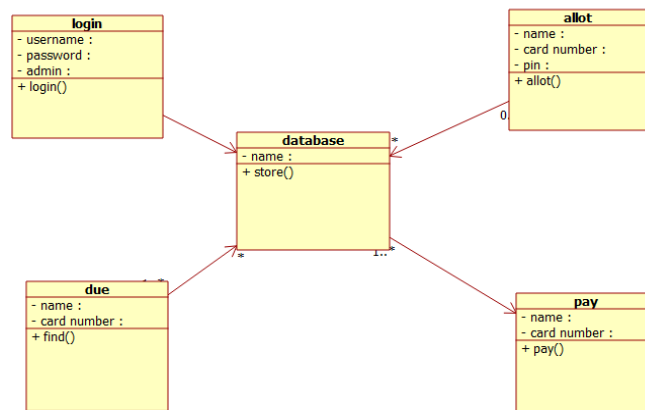 login
- username :
- password :
- admin :
+ login()
allot
- name :
- card number :
- pin :
+ allot()
*
database
- name :
+ store()
*
due
- name :
- card number :
+ find()
pay
- name :
- card number :
+ pay()